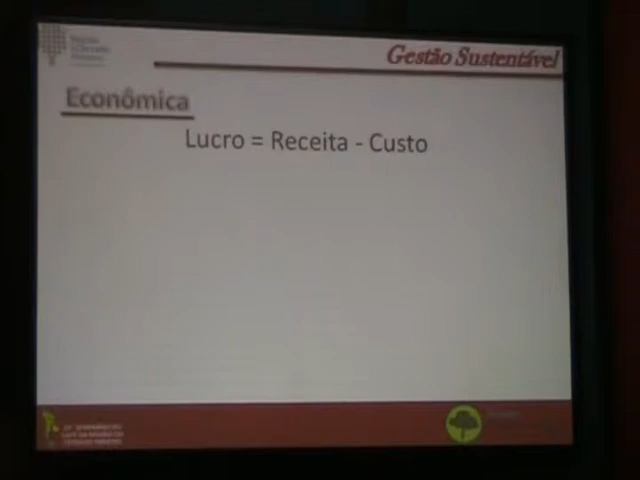 Gestão Sustentável
Econômica
Lucro = Receita - Custo